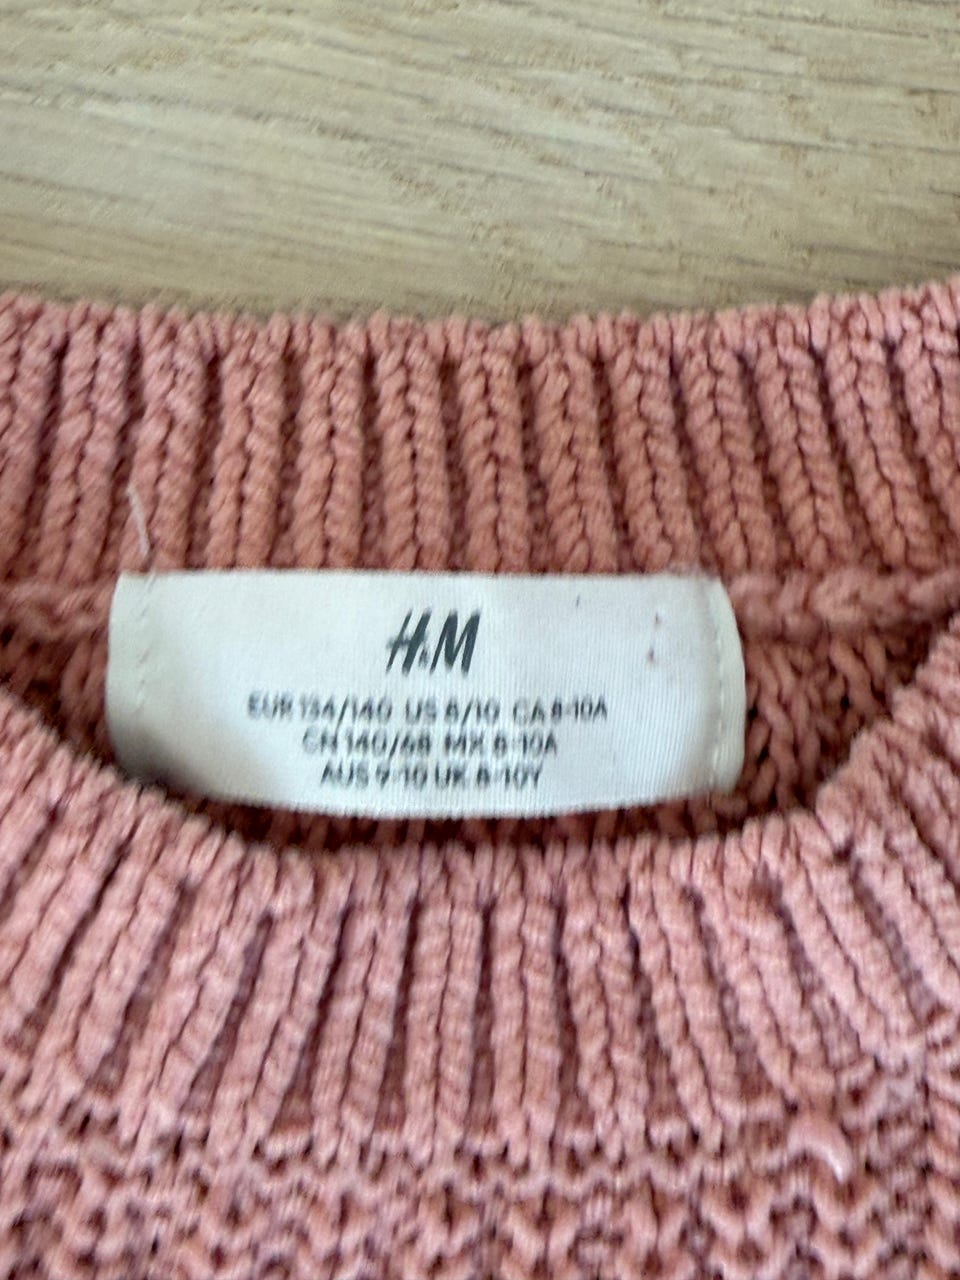 H&M
EUR 134/140 US 8/10 CA 8-10A
CN 140/68 MX 8-10A
AUS 9-10 UK 8-10Y